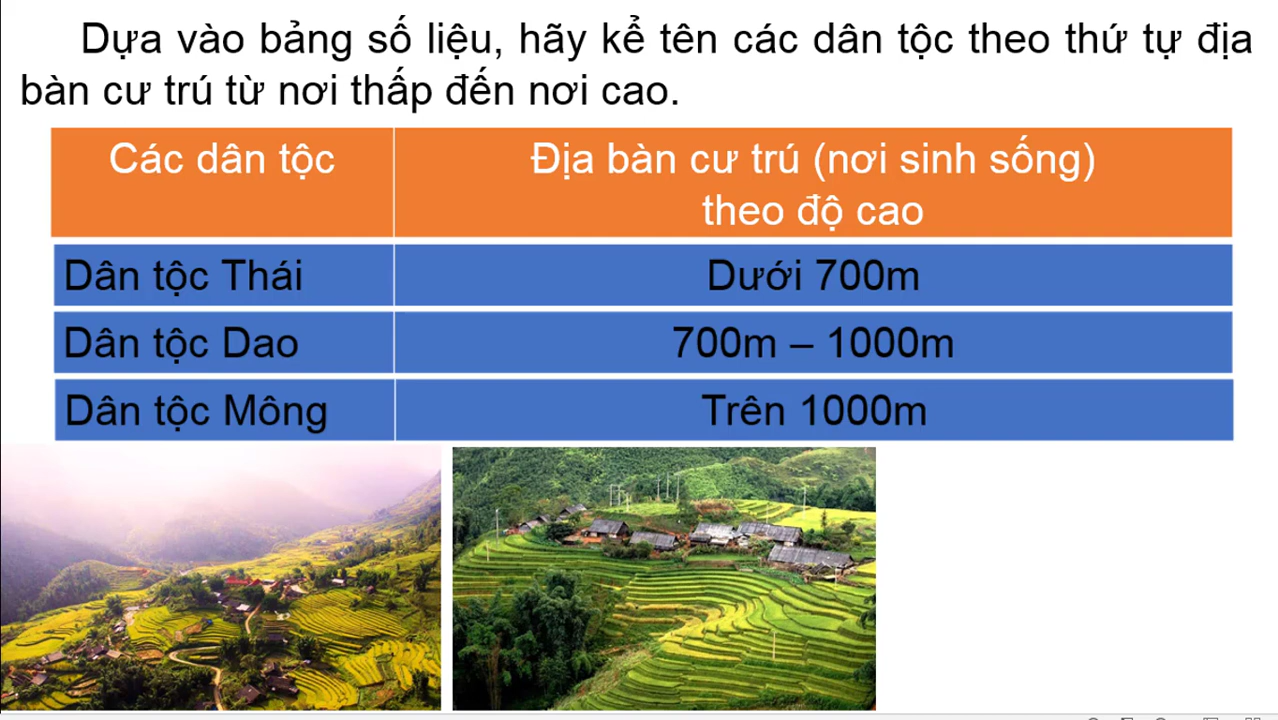 Dựa vào bảng số liệu, hãy kể tên các dân tộc theo thứ tự địa
bàn cư trú từ nơi thấp đến nơi cao.
Các dân tộc
Địa bàn cư trú (nơi sinh sống)
theo độ cao
Dân tộc Thái
Dưới 700m
Dân tộc Dao
700m – 1000m
Dân tộc Mông
Trên 1000m